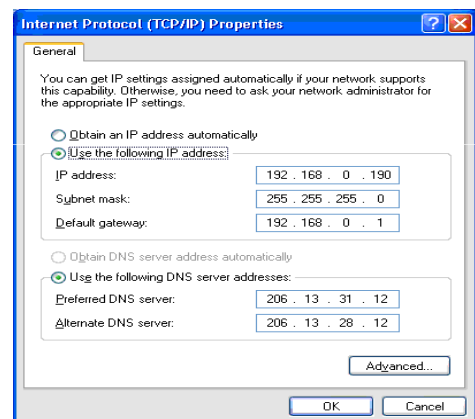 Internet Protocol (TCP/IP) Properties
General
You can get IP settings assigned automatically if your network supports
this capability. Otherwise, you need to ask your network administrator for
the appropriate IP settings.
Obtain an IP address automatically
Use the following IP address:
IP address: 192 . 168 . 0 . 190
Subnet mask: 255 . 255 . 255 . 0
Default gateway: 192 . 168 . 0 . 1
Obtain DNS server address automatically
Use the following DNS server addresses:
Preferred DNS server: 206 . 13 . 31 . 12
Alternate DNS server: 206 . 13 . 28 . 12
Advanced...
OK Cancel